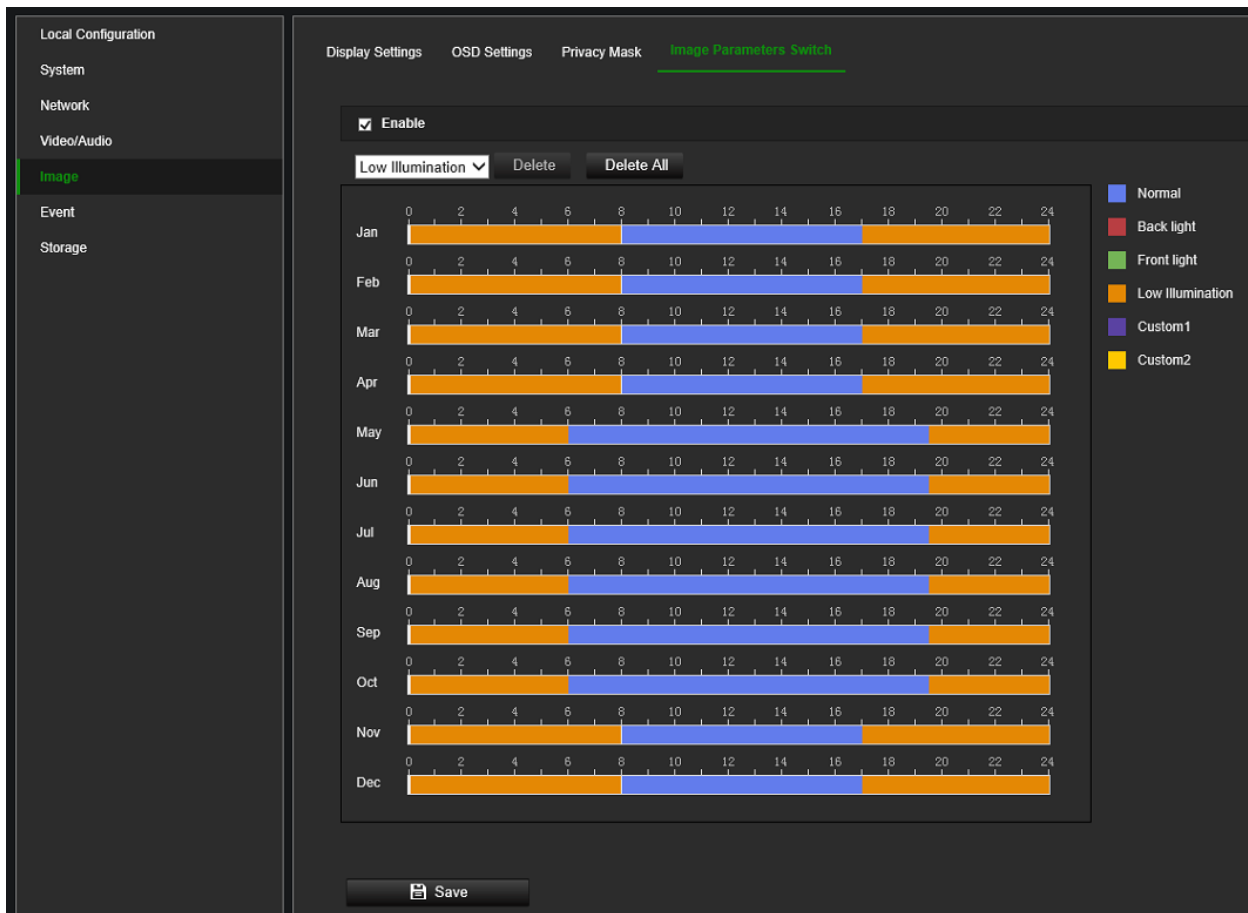 Local Configuration
System
Network
Video/Audio
Image
Event
Storage
Display Settings OSD Settings Privacy Mask Image Parameters Switch
Enable
Low Illumination Delete Delete All
0 2 4 6 8 10 12 14 16 18 20 22 24
Jan
0 2 4 6 8 10 12 14 16 18 20 22 24
Feb
0 2 4 6 8 10 12 14 16 18 20 22 24
Mar
0 2 4 6 8 10 12 14 16 18 20 22 24
Apr
0 2 4 6 8 10 12 14 16 18 20 22 24
May
0 2 4 6 8 10 12 14 16 18 20 22 24
Jun
0 2 4 6 8 10 12 14 16 18 20 22 24
Jul
0 2 4 6 8 10 12 14 16 18 20 22 24
Aug
0 2 4 6 8 10 12 14 16 18 20 22 24
Sep
0 2 4 6 8 10 12 14 16 18 20 22 24
Oct
0 2 4 6 8 10 12 14 16 18 20 22 24
Nov
0 2 4 6 8 10 12 14 16 18 20 22 24
Dec
Normal
Back light
Front light
Low Illumination
Custom1
Custom2
Save